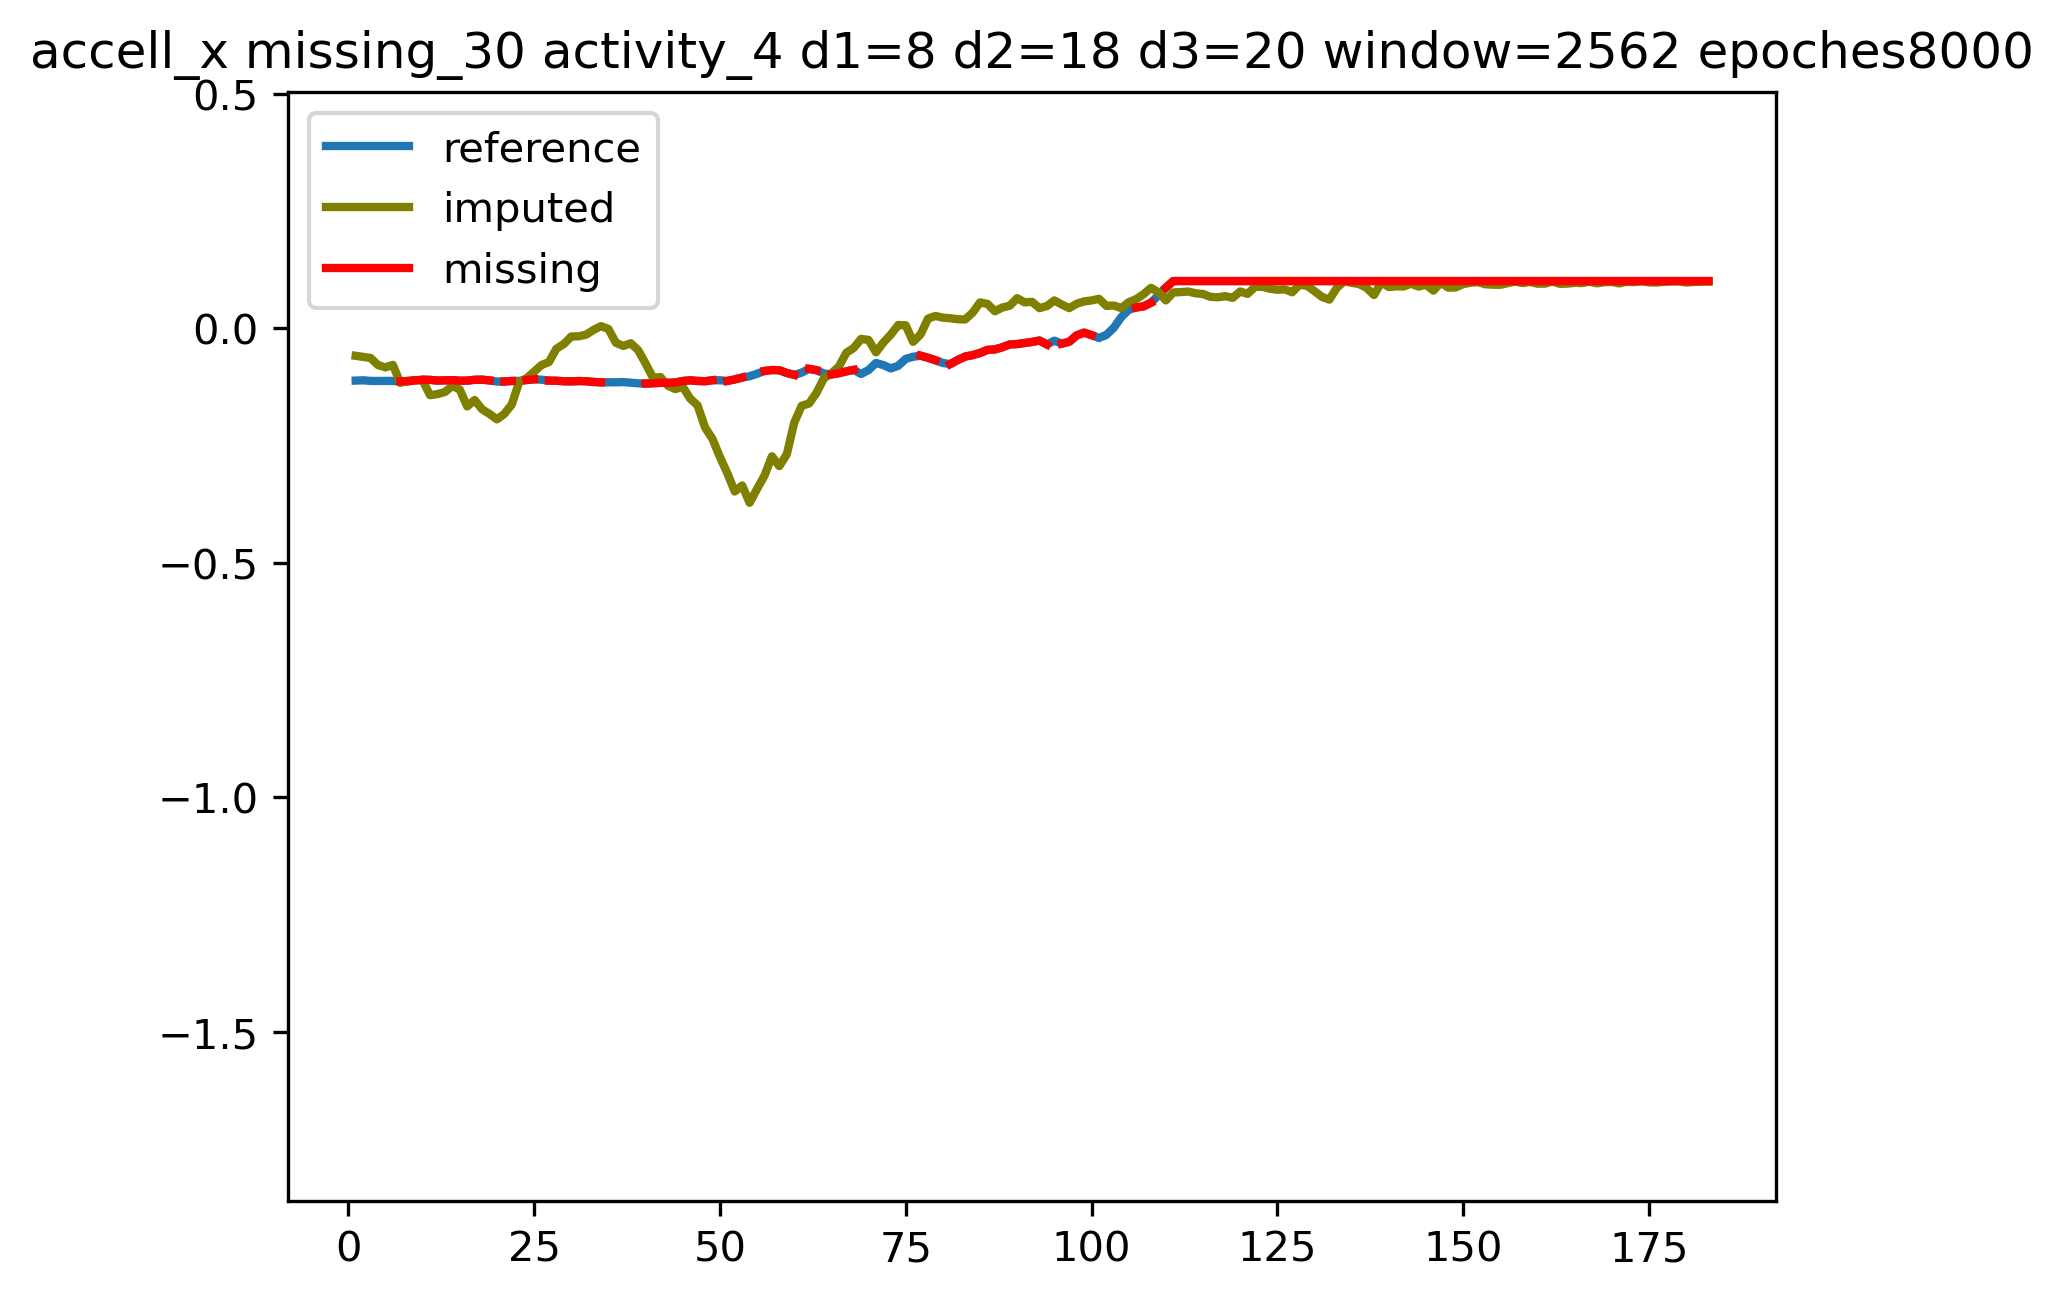 accell_x missing_30 activity_4 d1=8 d2=18 d3=20 window=2562 epoches8000
0.5
reference
imputed
missing
0.0
−0.5
−1.0
−1.5
0 25 50 75 100 125 150 175